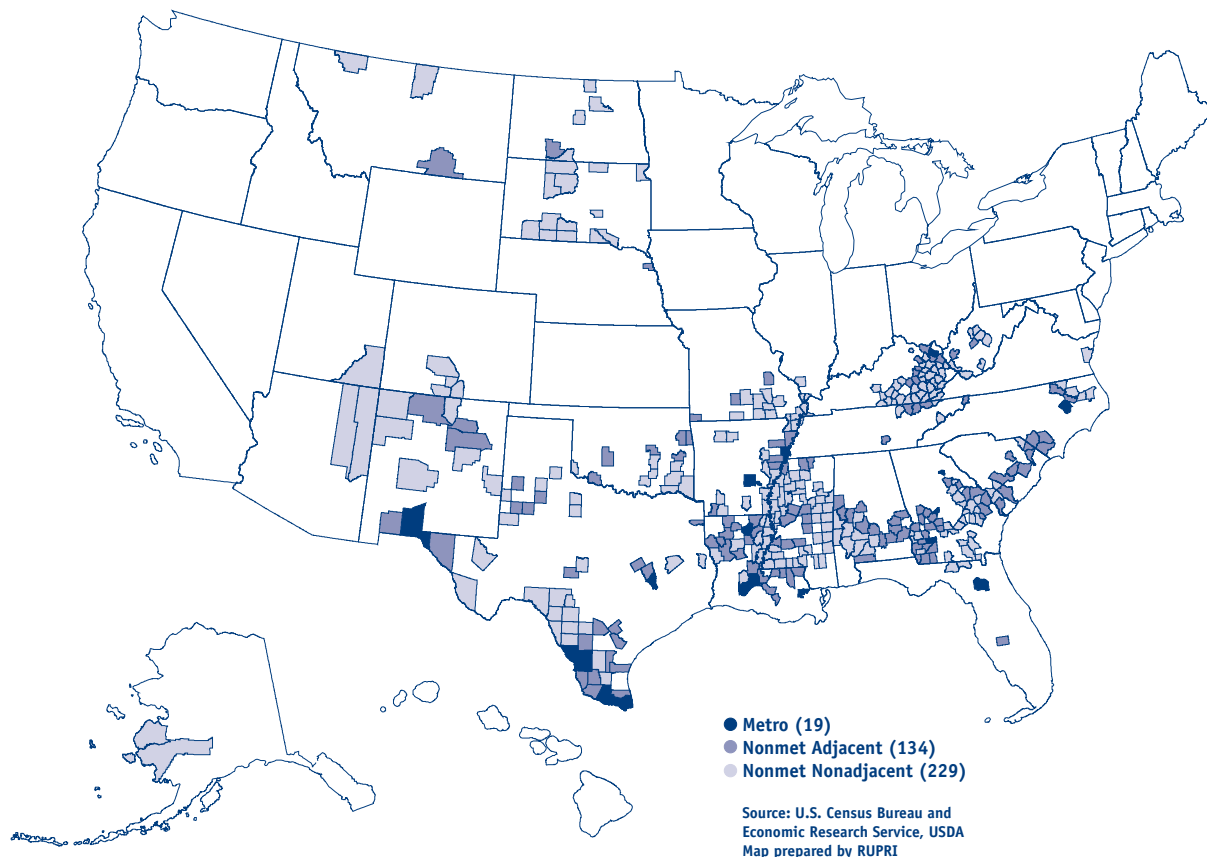 Metro (19)
Nonmet Adjacent (134)
Nonmet Nonadjacent (229)
Source: U.S. Census Bureau and
Economic Research Service, USDA
Map prepared by RUPRI